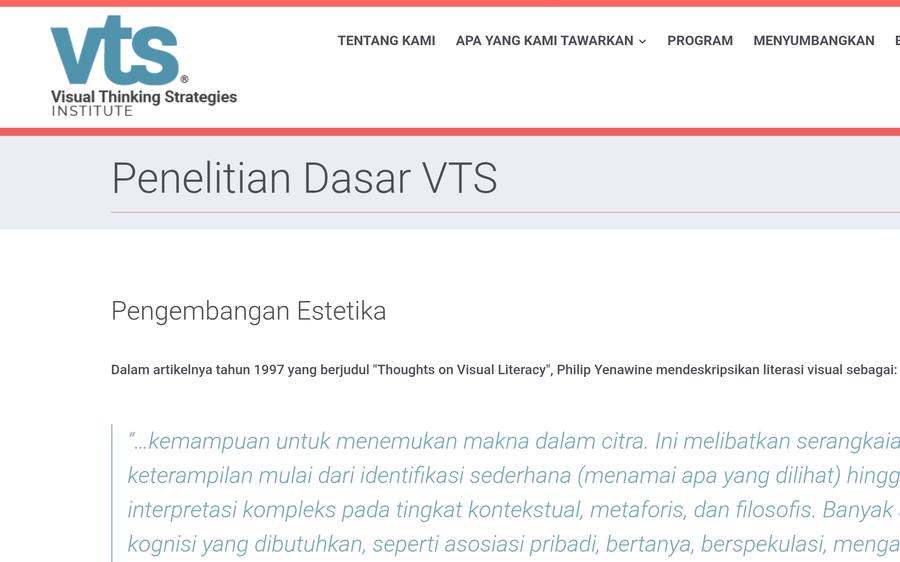 vts®
Visual Thinking Strategies
INSTITUTE
TENTANG KAMI APA YANG KAMI TAWARKAN PROGRAM MENYUMBANGKAN
Penelitian Dasar VTS
Pengembangan Estetika
Dalam artikelnya tahun 1997 yang berjudul "Thoughts on Visual Literacy", Philip Yenawine mendeskripsikan literasi visual sebagai:
“…kemampuan untuk menemukan makna dalam citra. Ini melibatkan
keterampilan mulai dari identifikasi sederhana (menamai apa yang dilihat)
interpretasi kompleks pada tingkat kontekstual, metaforis, dan filosofis. Banyak
kognisi yang dibutuhkan, seperti asosiasi pribadi, bertanya, berspekulasi,